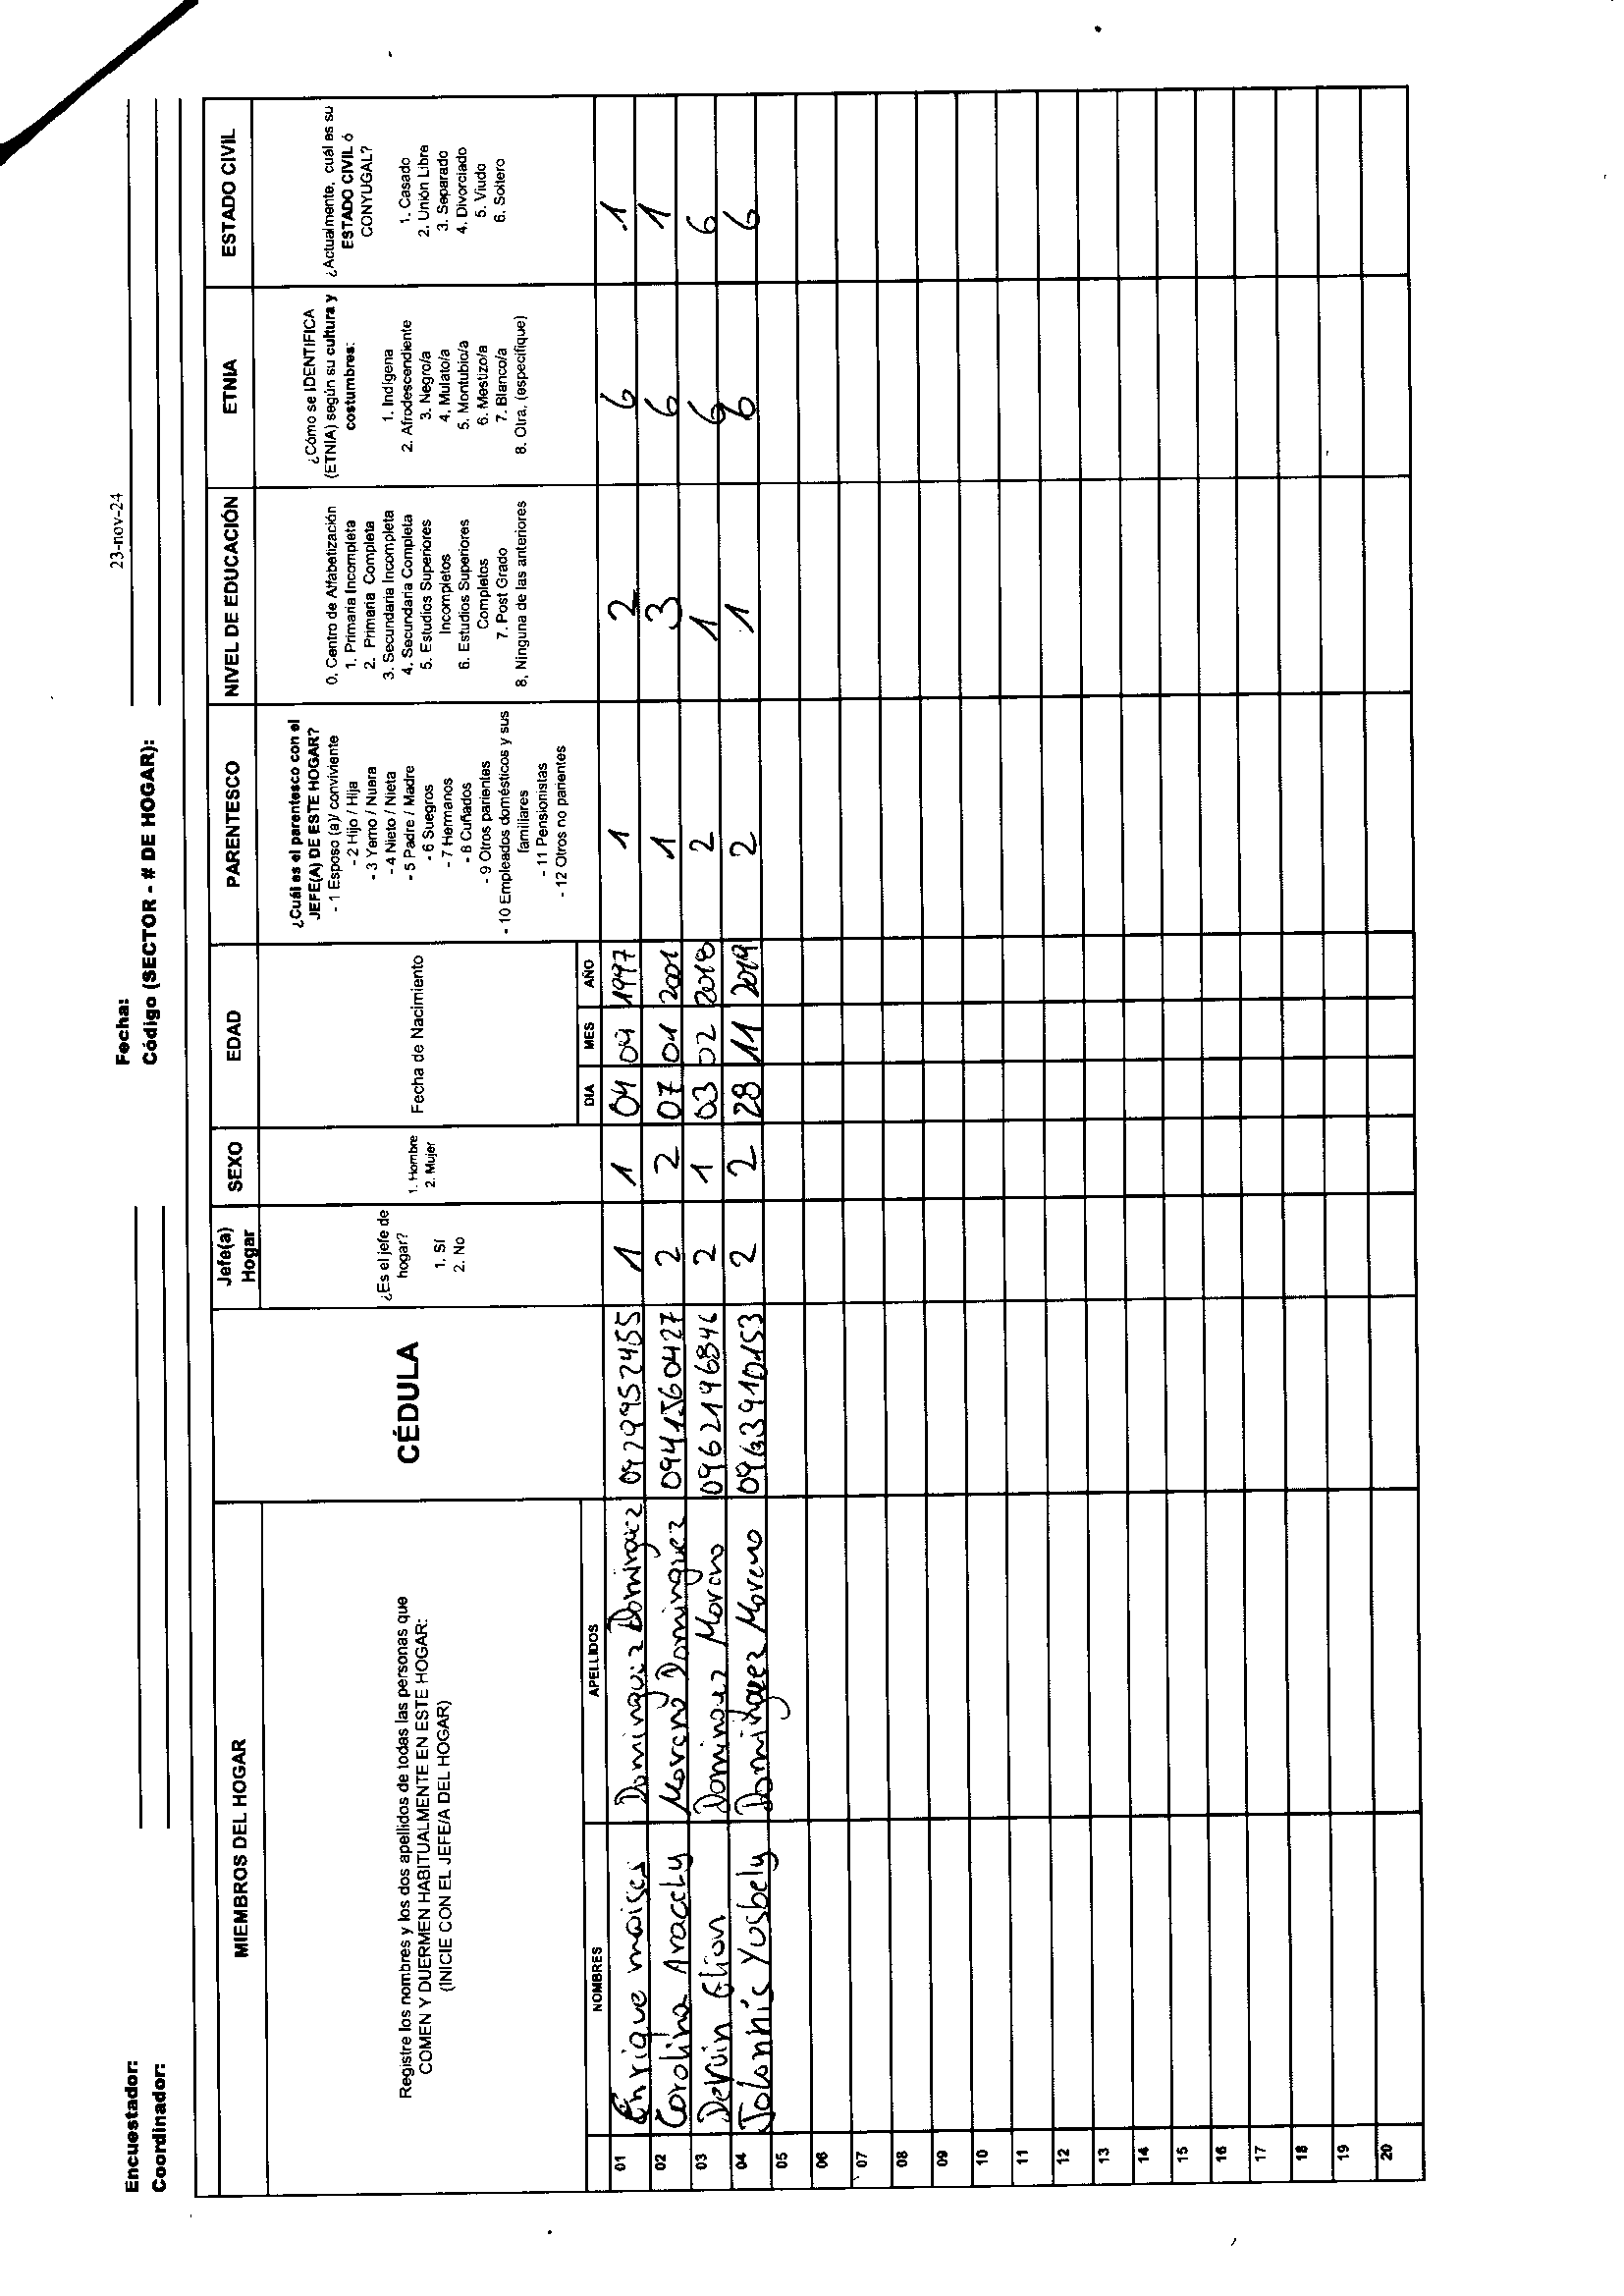 Encuestador:
Coordinador:
Fecha: 23-nov-24
Código (SECTOR - # DE HOGAR):
MIEMBROS DEL HOGAR
Registre los nombres y los dos apellidos de todas las personas que
COMEN Y DUERMEN HABITUALMENTE EN ESTE HOGAR:
(INICIE CON EL JEFE/A DEL HOGAR)
NOMBRES APELLIDOS
CÉDULA
Jefe(a)
Hogar
¿Es el jefe de
hogar?
1. Sí
2. No
SEXO
1. Hombre
2. Mujer
EDAD
Fecha de Nacimiento
DIA MES AÑO
PARENTESCO
¿Cuál es el parentesco con el
JEFE(A) DE ESTE HOGAR?
- 1 Esposo (a)/ conviviente
- 2 Hijo / Hija
- 3 Yerno / Nuera
- 4 Nieto / Nieta
- 5 Padre / Madre
- 6 Suegros
- 7 Hermanos
- 8 Cuñados
- 9 Otros parientes
- 10 Empleados domésticos y sus
familiares
- 11 Pensionistas
- 12 Otros no parientes
NIVEL DE EDUCACIÓN
0. Centro de Alfabetización
1. Primaria Incompleta
2. Primaria Completa
3. Secundaria Incompleta
4. Secundaria Completa
5. Estudios Superiores
Incompletos
6. Estudios Superiores
Completos
7. Post Grado
8. Ninguna de las anteriores
ETNIA
¿Cómo se IDENTIFICA
(ETNIA) según su cultura y
costumbres:
1. Indígena
2. Afrodescendiente
3. Negro/a
4. Mulato/a
5. Montubio/a
6. Mestizo/a
7. Blanco/a
8. Otra, (especifique)
ESTADO CIVIL
¿Actualmente, cuál es su
ESTADO CIVIL ó
CONYUGAL?
1. Casado
2. Unión Libre
3. Separado
4. Divorciado
5. Viudo
6. Soltero
01 Enrique moises Dominguez Dominguez 0929952455 1 1 04 04 1997 1 2 6 1
02 Carolina Aracely Moreno Dominguez 0941560427 2 2 07 01 2001 1 3 6 1
03 Dervin Dominguez Moreno 0962196846 2 1 03 02 2018 2 1 6 6
04 Yusbely Dominguez Moreno 0963910153 2 2 28 11 2019 2 1 6 6
05
06
07
08
09
10
11
12
13
14
15
16
17
18
19
20